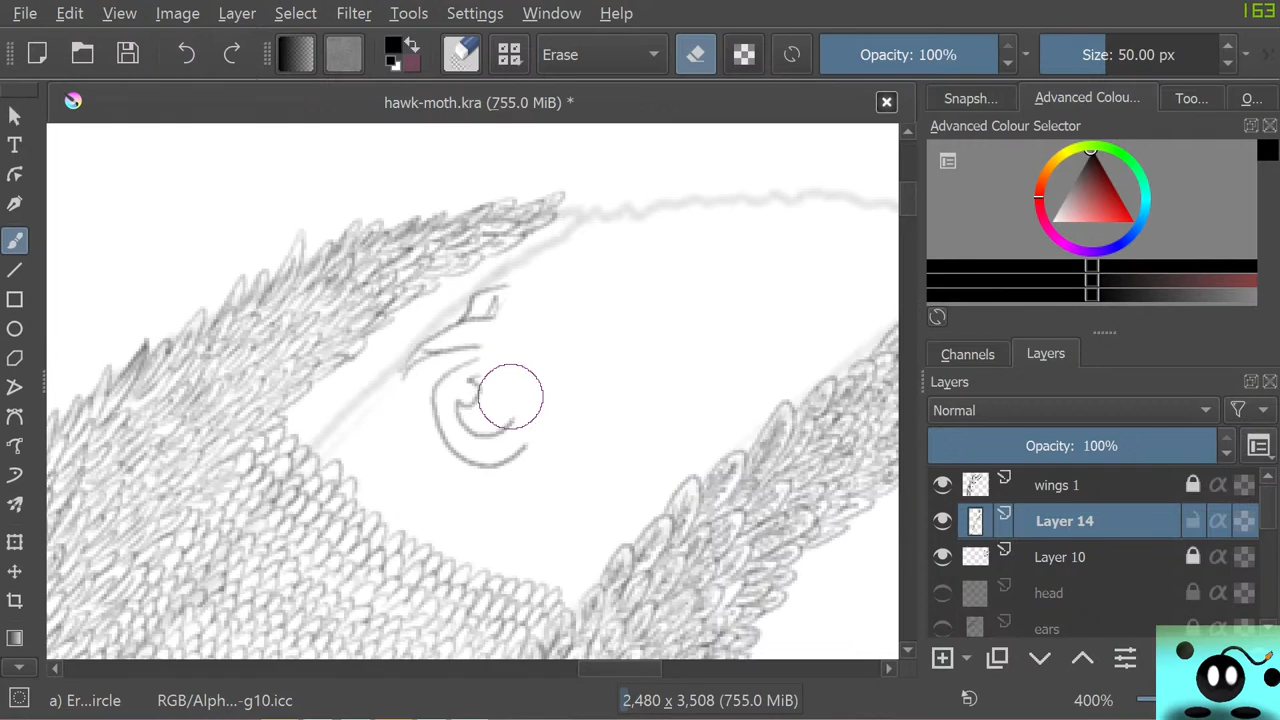 File Edit View Image Layer Select Filter Tools Settings Window Help
163
Erase
Opacity: 100%
Size: 50.00 px
hawk-moth.kra (755.0 MiB) *
Snapsh... Advanced Colou... Too... O...
Advanced Colour Selector
Channels Layers
Layers
Normal
Opacity: 100%
wings 1
Layer 14
Layer 10
head
ears
a) Er...ircle RGB/Alph...-g10.icc 2,480 x 3,508 (755.0 MiB) 400%